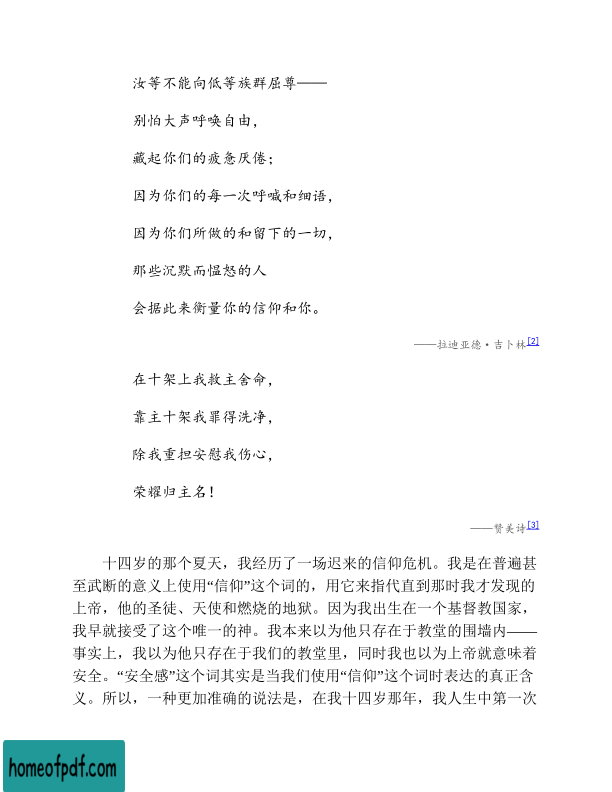 汝等不能向低等族群屈尊——
别怕大声呼唤自由，
藏起你们的疲惫厌倦；
因为你们的每一次呼喊和细语，
因为你们所做的和留下的一切，
那些沉默而愠怒的人
会据此来衡量你的信仰和你。
——拉迪亚德·吉卜林[2]
在十架上我救主舍命，
靠主十架我罪得洗净，
除我重担安慰我伤心，
荣耀归主名！
——赞美诗[3]
十四岁的那个夏天，我经历了一场迟来的信仰危机。我是在普遍甚
至武断的意义上使用“信仰”这个词的，用它来指代直到那时我才发现的
上帝，他的圣徒、天使和燃烧的地狱。因为我出生在一个基督教国家，
我早就接受了这个唯一的神。我本来以为他只存在于教堂的围墙内——
事实上，我以为他只存在于我们的教堂里，同时我也以为上帝就意味着
安全。“安全感”这个词其实是当我们使用“信仰”这个词时表达的真正含
义。所以，一种更加准确的说法是，在我十四岁那年，我人生中第一次
homeofpdf.com